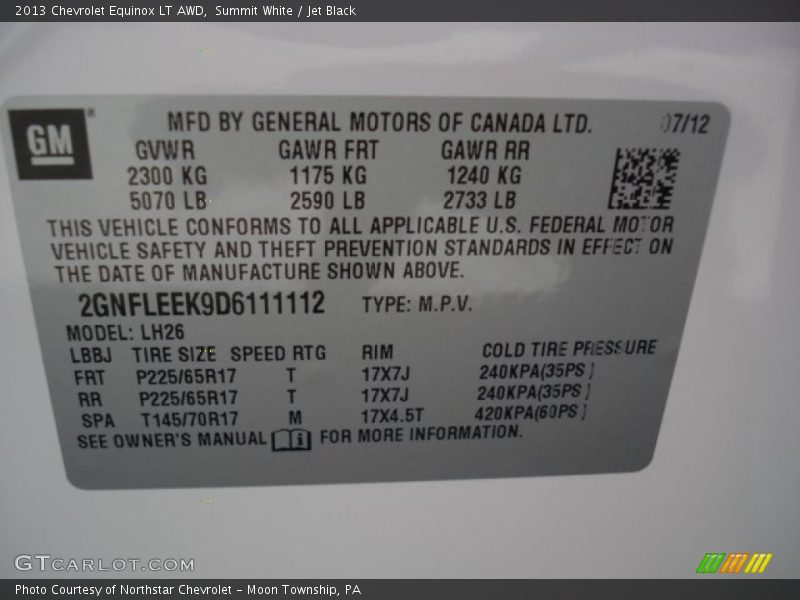 2013 Chevrolet Equinox LT AWD, Summit White / Jet Black
GM
MFD BY GENERAL MOTORS OF CANADA LTD. 07/12
GVWR GAWR FRT GAWR RR
2300 KG 1175 KG 1240 KG
5070 LB 2590 LB 2733 LB
THIS VEHICLE CONFORMS TO ALL APPLICABLE U.S. FEDERAL MOTOR
VEHICLE SAFETY AND THEFT PREVENTION STANDARDS IN EFFECT ON
THE DATE OF MANUFACTURE SHOWN ABOVE.
2GNFLEEK9D6111112 TYPE: M.P.V.
MODEL: LH26
LBBJ TIRE SIZE SPEED RTG RIM COLD TIRE PRESSURE
FRT P225/65R17 T 17X7J 240KPA(35PSI)
RR P225/65R17 T 17X7J 240KPA(35PSI)
SPA T145/70R17 M 17X4.5T 420KPA(60PSI)
SEE OWNER'S MANUAL FOR MORE INFORMATION.
GTCARLOT.COM
Photo Courtesy of Northstar Chevrolet - Moon Township, PA